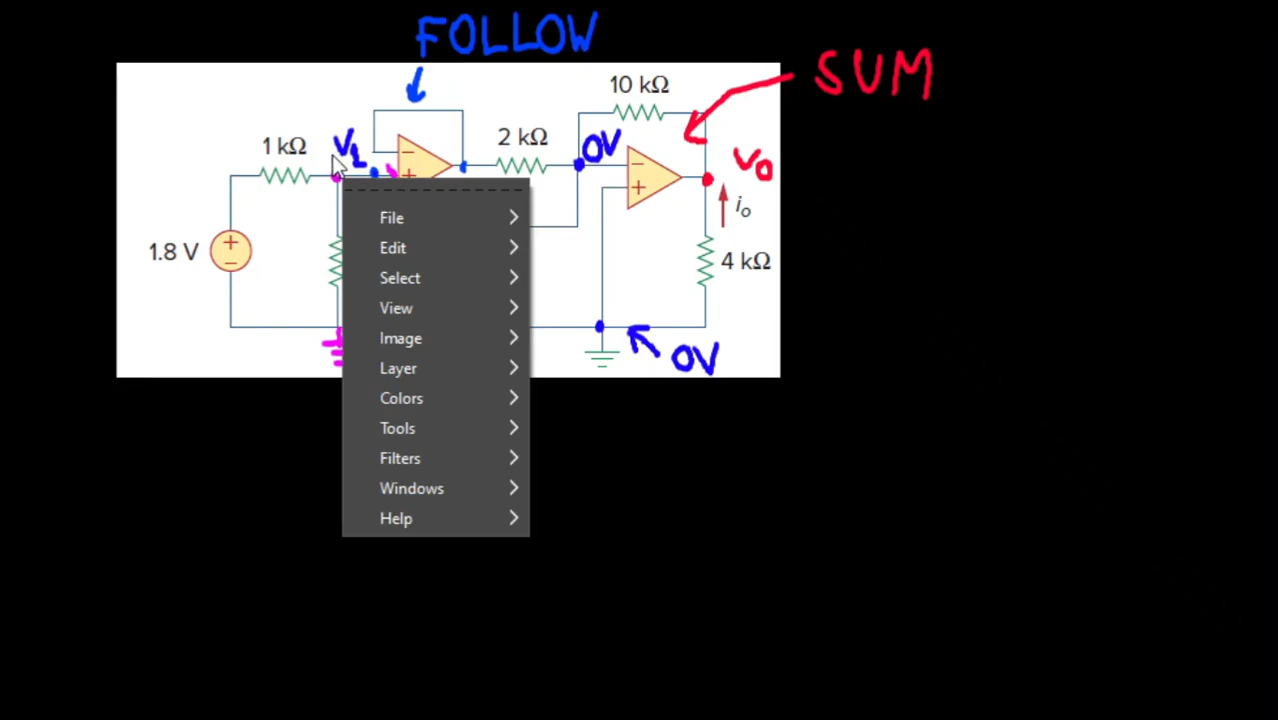 FOLLOW
SUM
10 kΩ
1 kΩ
V1
2 kΩ
0V
V0
io
1.8 V
4 kΩ
0V
File
Edit
Select
View
Image
Layer
Colors
Tools
Filters
Windows
Help